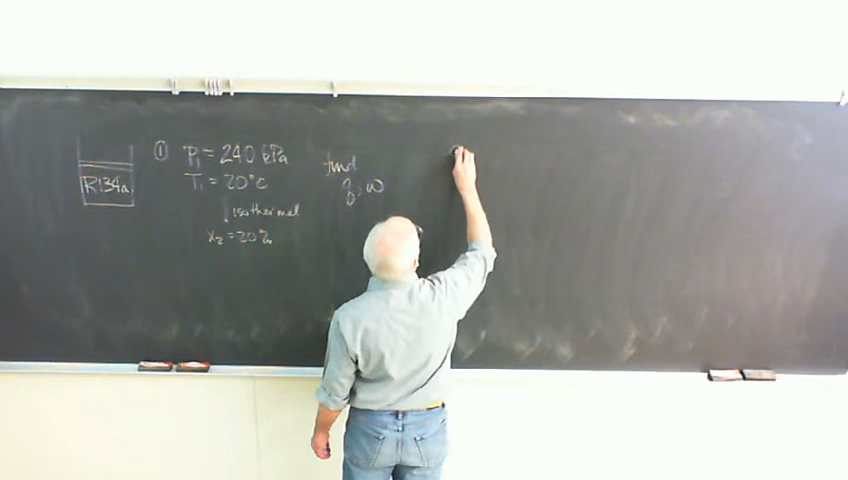 R134a
① P₁ = 240 kPa
T₁ = 20°C
isothermal
x₂ = 20%
find
q, w